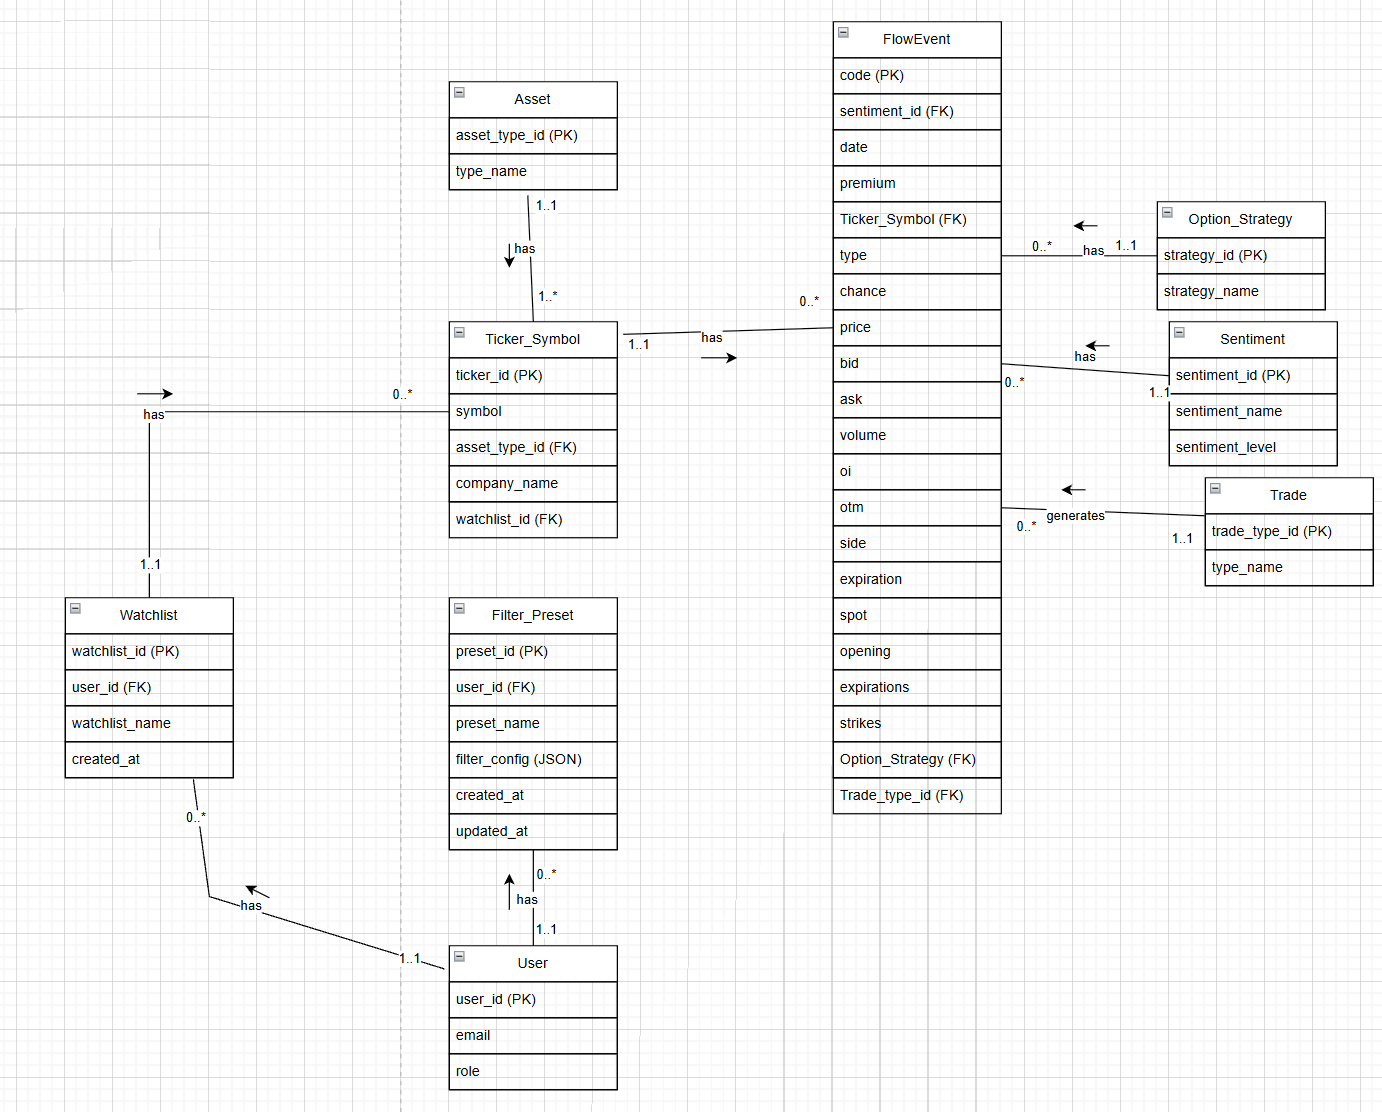 Asset
asset_type_id (PK)
type_name
1..1
has
1..*
Ticker_Symbol
ticker_id (PK)
symbol
asset_type_id (FK)
company_name
watchlist_id (FK)
0..*
has
1..1
Watchlist
watchlist_id (PK)
user_id (FK)
watchlist_name
created_at
0..*
has
1..1
Filter_Preset
preset_id (PK)
user_id (FK)
preset_name
filter_config (JSON)
created_at
updated_at
0..*
has
1..1
User
user_id (PK)
email
role
1..1
has
0..*
FlowEvent
code (PK)
sentiment_id (FK)
date
premium
Ticker_Symbol (FK)
type
chance
price
bid
ask
volume
oi
otm
side
expiration
spot
opening
expirations
strikes
Option_Strategy (FK)
Trade_type_id (FK)
0..*
has
1..1
Option_Strategy
strategy_id (PK)
strategy_name
0..*
has
1..1
Sentiment
sentiment_id (PK)
sentiment_name
sentiment_level
0..*
generates
1..1
Trade
trade_type_id (PK)
type_name